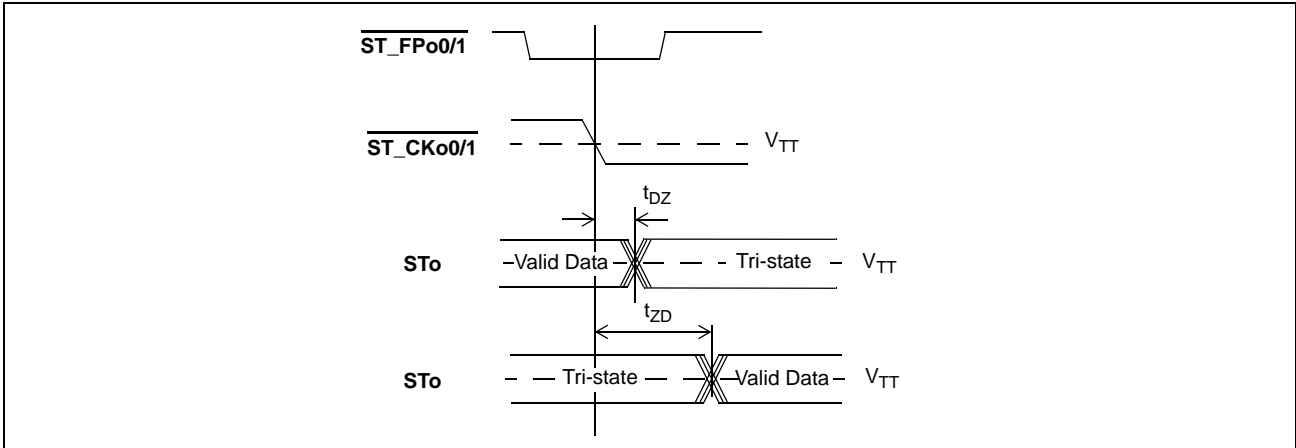 ST_FPo0/1
ST_CKo0/1
VTT
tDZ
STo
Valid Data
Tri-state
VTT
tZD
STo
Tri-state
Valid Data
VTT